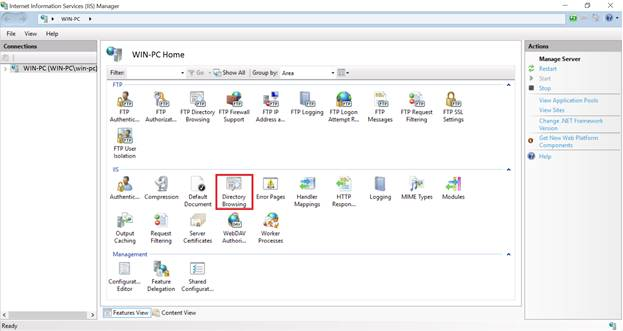 Internet Information Services (IIS) Manager
WIN-PC
File View Help
Connections
WIN-PC (WIN-PC\win-pc)
WIN-PC Home
Filter: Go Show All Group by: Area
FTP
FTP Authentic... FTP Authorizat... FTP Directory Browsing FTP Firewall Support FTP IP Address a... FTP Logging FTP Logon Attempt R... FTP Messages FTP Request Filtering FTP SSL Settings
FTP User Isolation
IIS
Authentic... Compression Default Document Directory Browsing Error Pages Handler Mappings HTTP Respon... Logging MIME Types Modules
Output Caching Request Filtering Server Certificates WebDAV Authori... Worker Processes
Management
Configurat... Editor Feature Delegation Shared Configurat...
Features View Content View
Ready
Actions
Manage Server
Restart
Start
Stop
View Application Pools
View Sites
Change .NET Framework
Version
Get New Web Platform
Components
Help